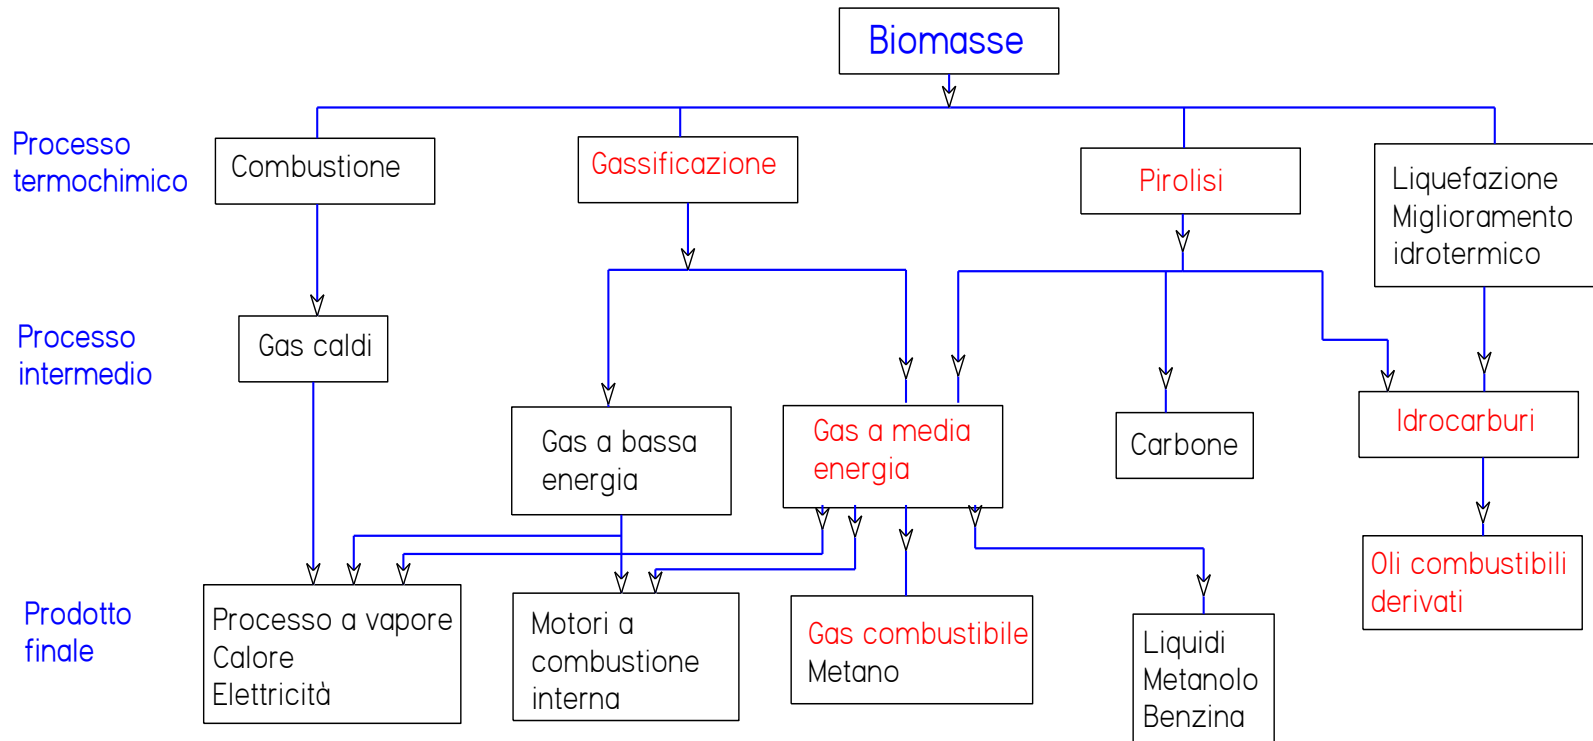 Biomasse
Processo
termochimico
Combustione
Gassificazione
Pirolisi
Liquefazione
Miglioramento
idrotermico
Processo
intermedio
Gas caldi
Gas a bassa
energia
Gas a media
energia
Carbone
Idrocarburi
Prodotto
finale
Processo a vapore
Calore
Elettricità
Motori a
combustione
interna
Gas combustibile
Metano
Liquidi
Metanolo
Benzina
Oli combustibili
derivati